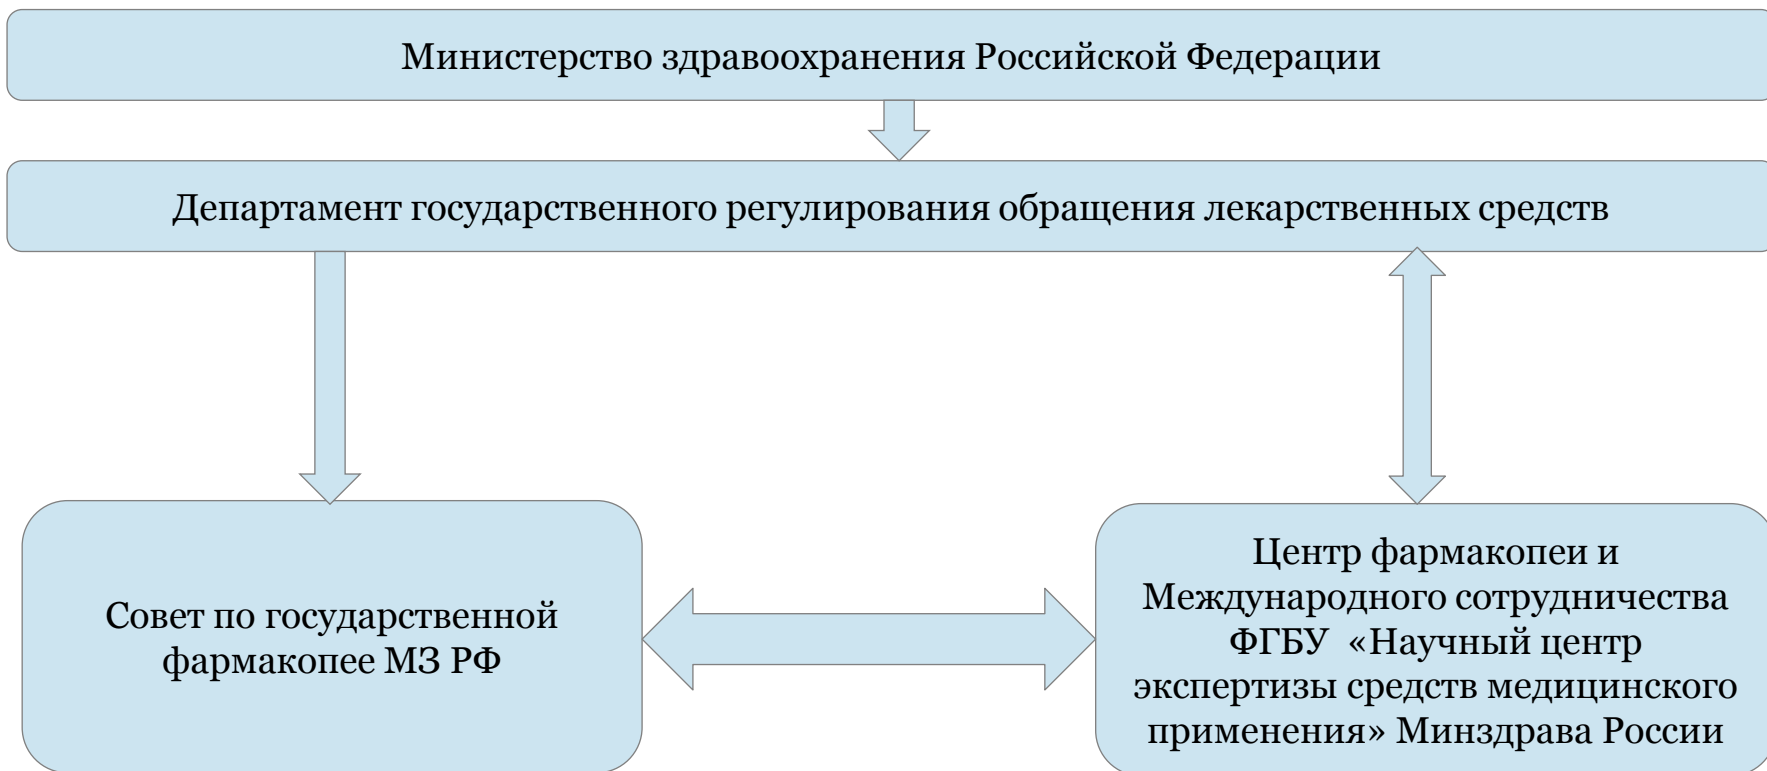 Министерство здравоохранения Российской Федерации
Департамент государственного регулирования обращения лекарственных средств
Совет по государственной
фармакопее МЗ РФ
Центр фармакопеи и
Международного сотрудничества
ФГБУ «Научный центр
экспертизы средств медицинского
применения» Минздрава России